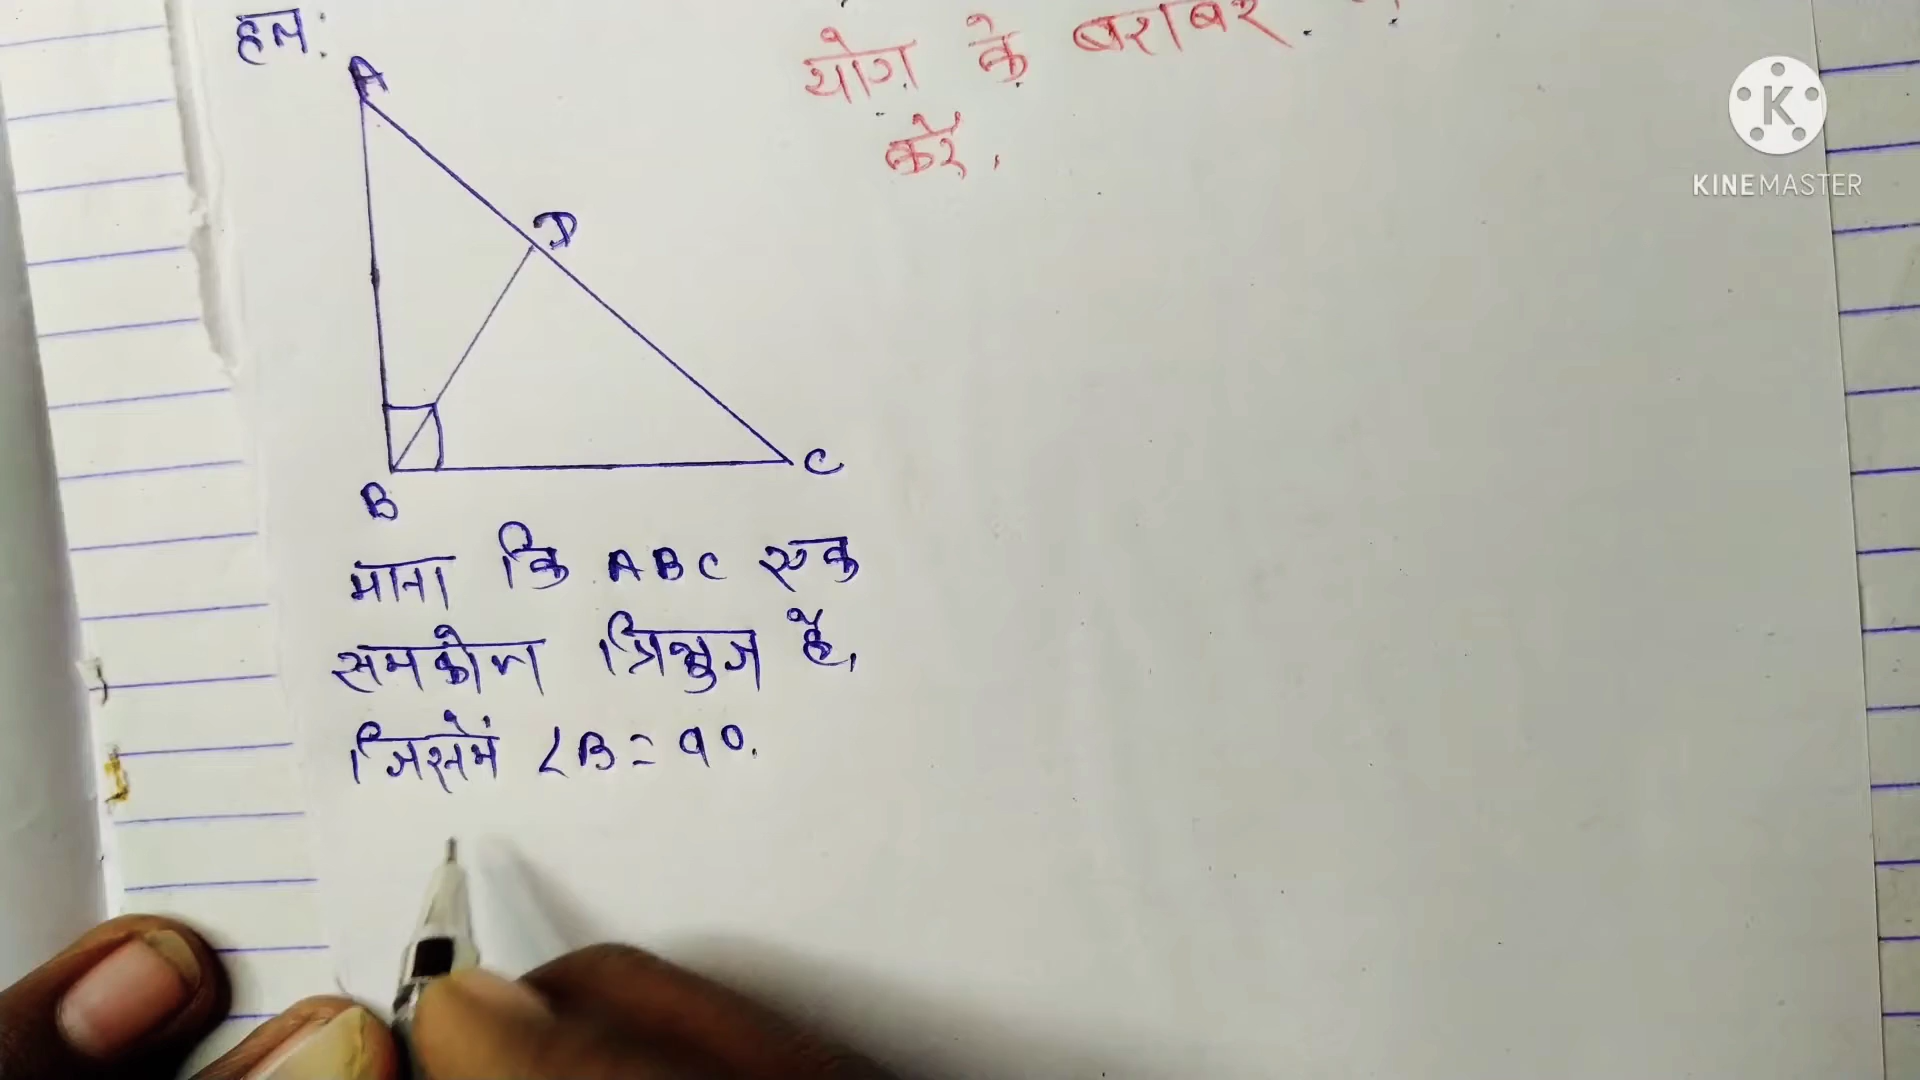 हल:
योग के बराबर
करें.
A
D
B
C
माना कि ABC एक
समकोण त्रिभुज है,
जिसमें ∠B = 90.
K
KINEMASTER